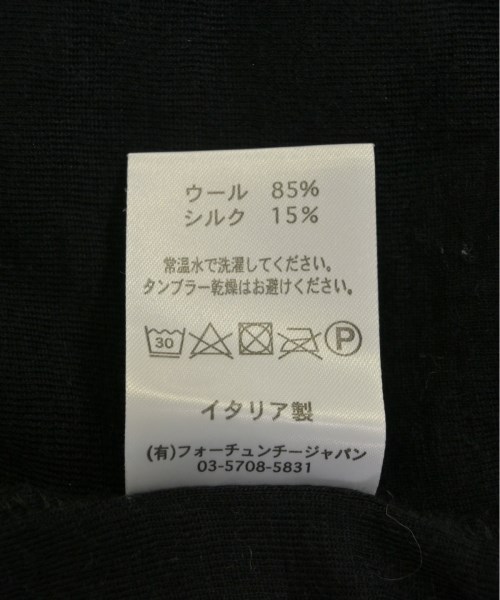 ウール 85%
シルク 15%
常温水で洗濯してください。
タンブラー乾燥はお避けください。
30 P
イタリア製
(有)フォーチュンチージャパン
03-5708-5831